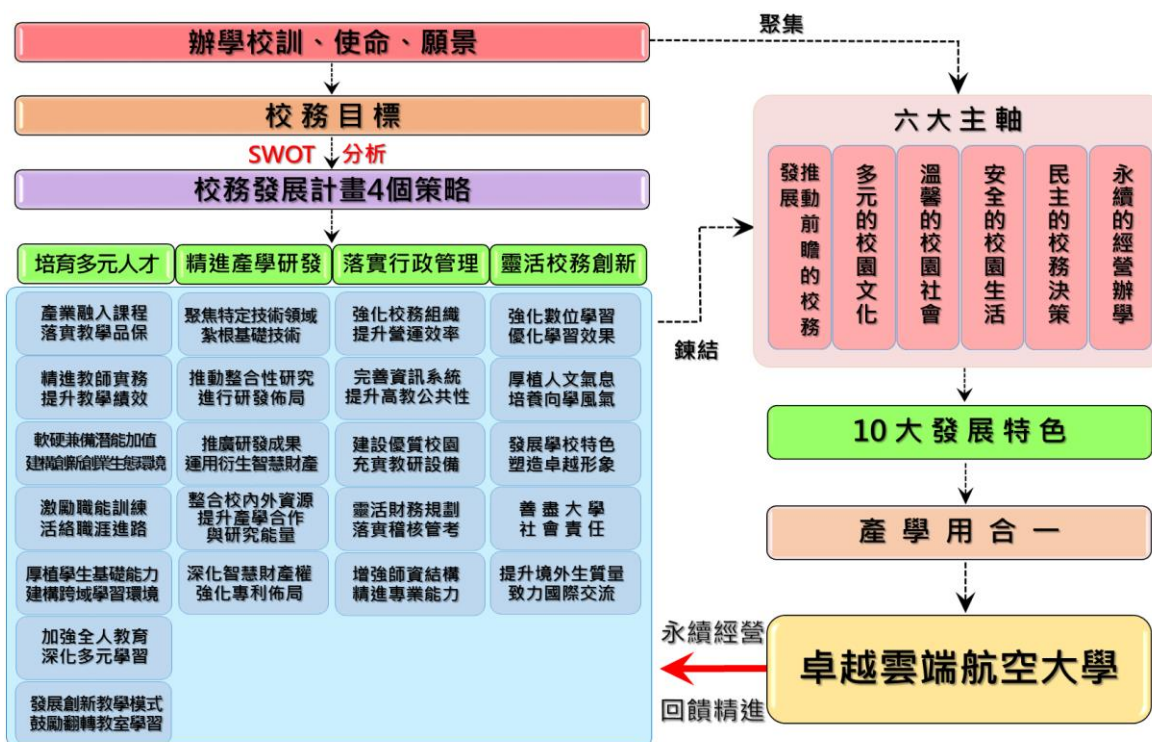 辦學校訓、使命、願景
校務目標
SWOT 分析
校務發展計畫4個策略
培育多元人才
產業融入課程
落實教學品保
精進教師實務
提升教學績效
軟硬兼備潛能加值
建構創新創業生態環境
激勵職能訓練
活絡職涯進路
厚植學生基礎能力
建構跨域學習環境
加強全人教育
深化多元學習
發展創新教學模式
鼓勵翻轉教室學習
精進產學研發
聚焦特定技術領域
紮根基礎技術
推動整合性研究
進行研發佈局
推廣研發成果
運用衍生智慧財產
整合校內外資源
提升產學合作
與研究能量
深化智慧財產權
強化專利佈局
落實行政管理
強化校務組織
提升營運效率
完善資訊系統
提升高教公共性
建設優質校園
充實教研設備
靈活財務規劃
落實稽核管考
增強師資結構
精進專業能力
靈活校務創新
強化數位學習
優化學習效果
厚植人文氣息
培養向學風氣
發展學校特色
塑造卓越形象
善盡大學
社會責任
提升境外生質量
致力國際交流
聚集
鍊結
六大主軸
推動前瞻的校務
發展
多元的校園文化
溫馨的校園社會
安全的校園生活
民主的校務決策
永續的經營辦學
10大發展特色
產學用合一
卓越雲端航空大學
永續經營
回饋精進